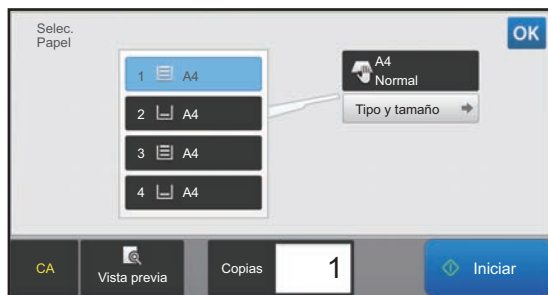 Selec.
Papel
OK
1 A4
2 A4
3 A4
4 A4
A4
Normal
Tipo y tamaño
CA
Vista previa
Copias
1
Iniciar